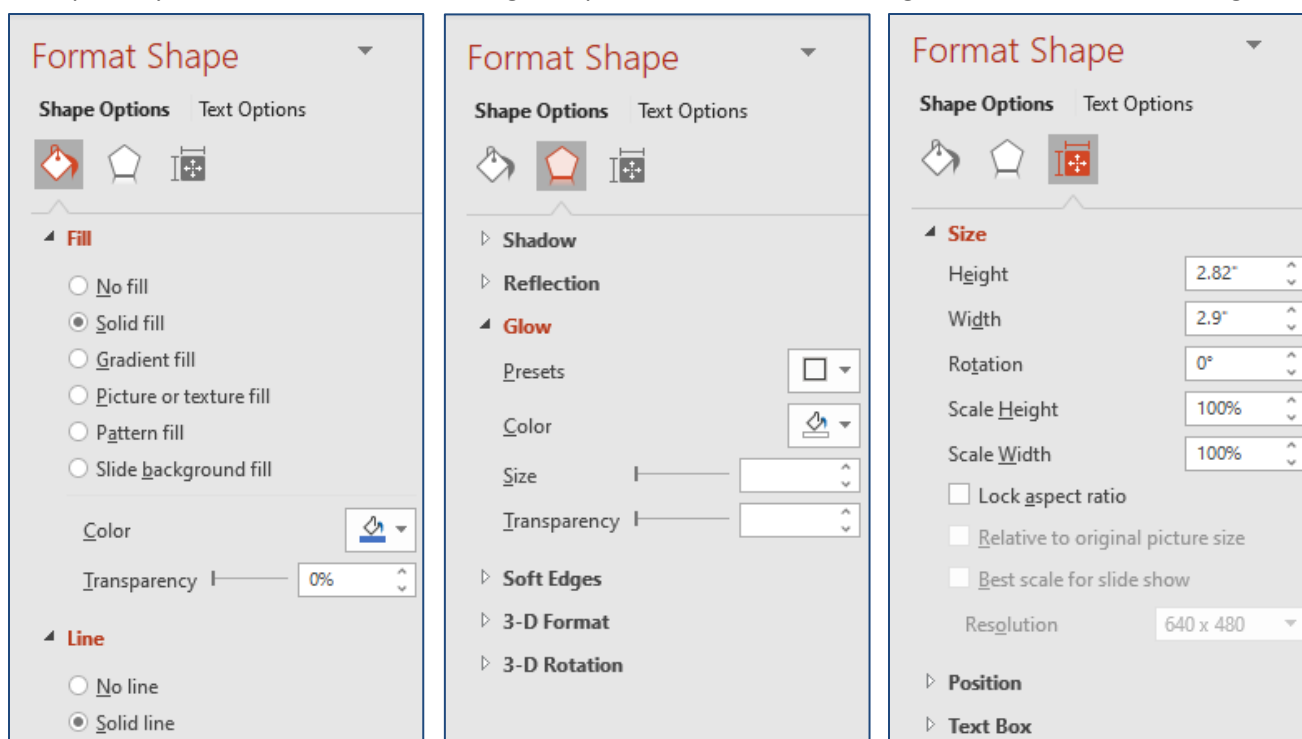 Format Shape
Shape Options Text Options
Fill
No fill
Solid fill
Gradient fill
Picture or texture fill
Pattern fill
Slide background fill
Color
Transparency 0%
Line
No line
Solid line
Format Shape
Shape Options Text Options
Shadow
Reflection
Glow
Presets
Color
Size
Transparency
Soft Edges
3-D Format
3-D Rotation
Format Shape
Shape Options Text Options
Size
Height 2.82"
Width 2.9"
Rotation 0°
Scale Height 100%
Scale Width 100%
Lock aspect ratio
Relative to original picture size
Best scale for slide show
Resolution 640 x 480
Position
Text Box